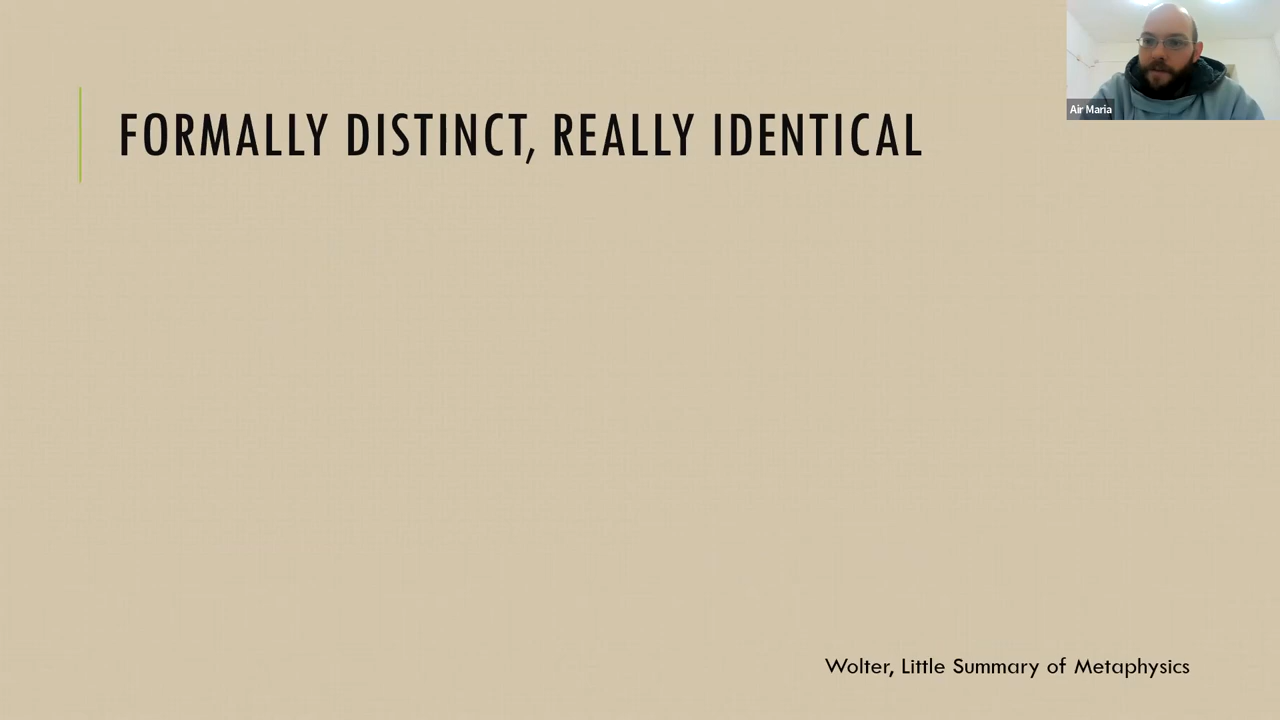 Air Maria
FORMALLY DISTINCT, REALLY IDENTICAL
Wolter, Little Summary of Metaphysics